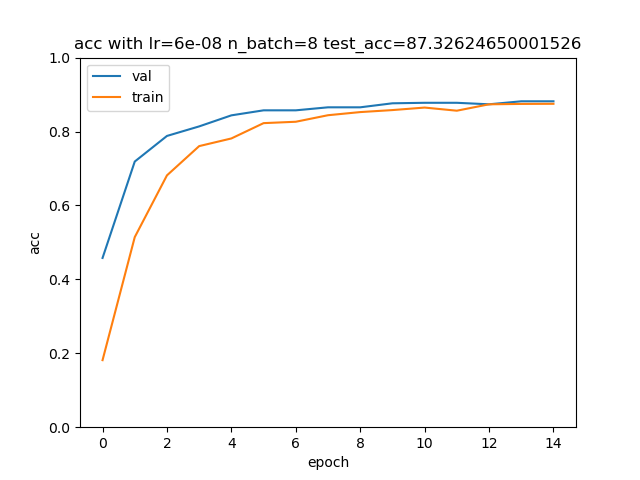 acc with lr=6e-08 n_batch=8 test_acc=87.32624650001526
1.0
val
train
0.8
0.6
acc
0.4
0.2
0.0
0 2 4 6 8 10 12 14
epoch